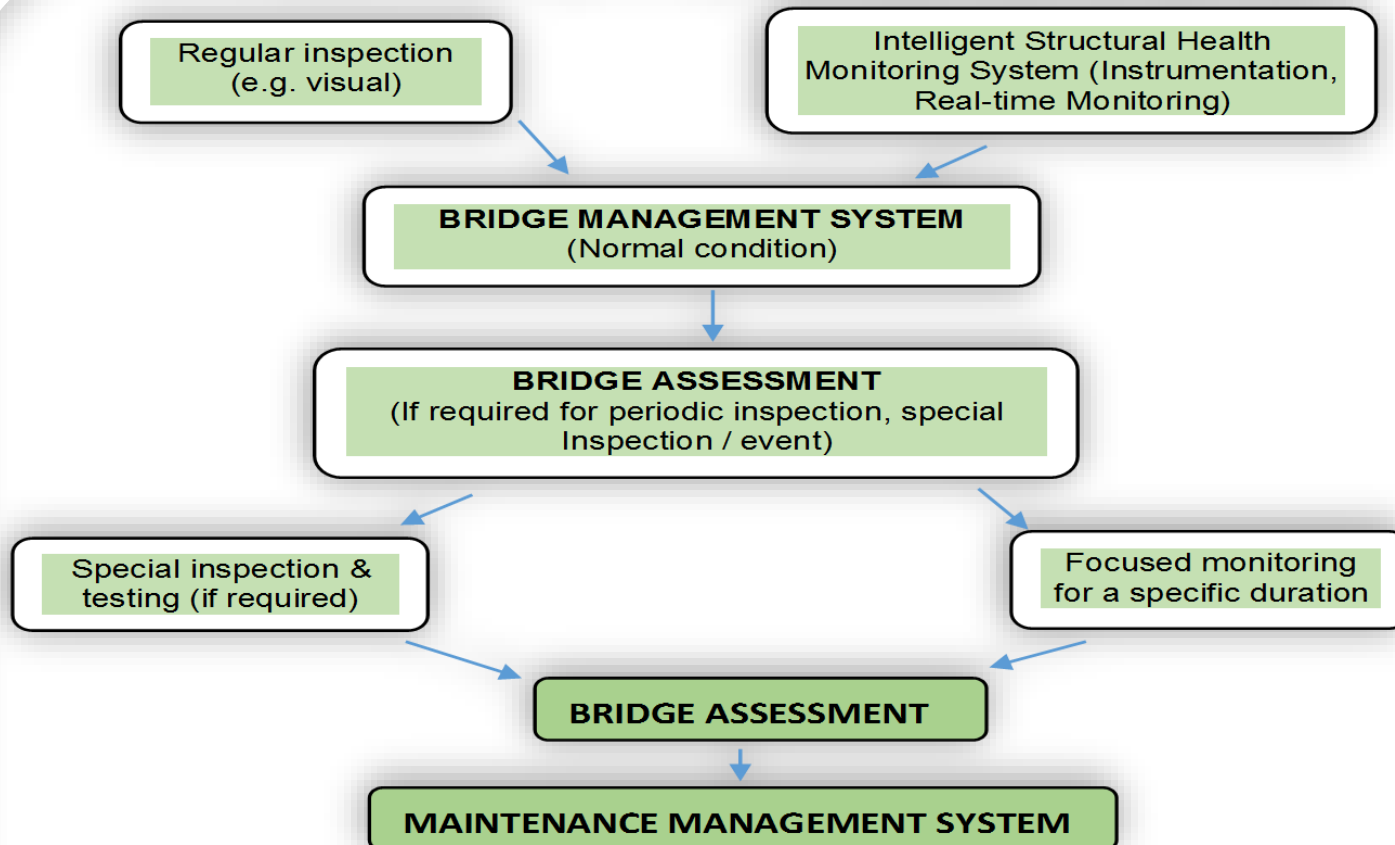 Regular inspection
(e.g. visual)
Intelligent Structural Health
Monitoring System (Instrumentation,
Real-time Monitoring)
BRIDGE MANAGEMENT SYSTEM
(Normal condition)
BRIDGE ASSESSMENT
(If required for periodic inspection, special
Inspection / event)
Special inspection &
testing (if required)
Focused monitoring
for a specific duration
BRIDGE ASSESSMENT
MAINTENANCE MANAGEMENT SYSTEM